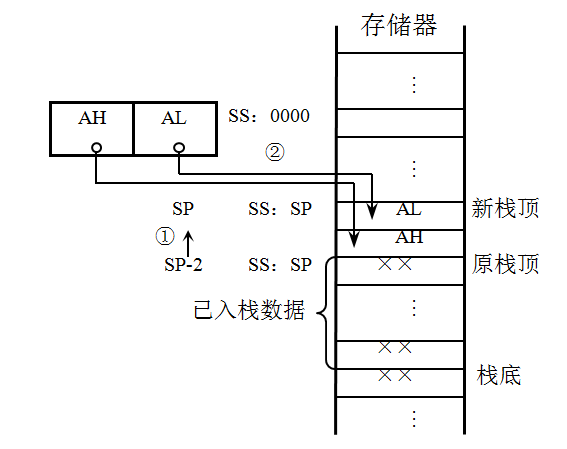 存储器
⋮
AH AL SS：0000
②
⋮
SP SS：SP AL 新栈顶
① AH
SP-2 SS：SP ×× 原栈顶
已入栈数据 ⋮
××
×× 栈底
⋮